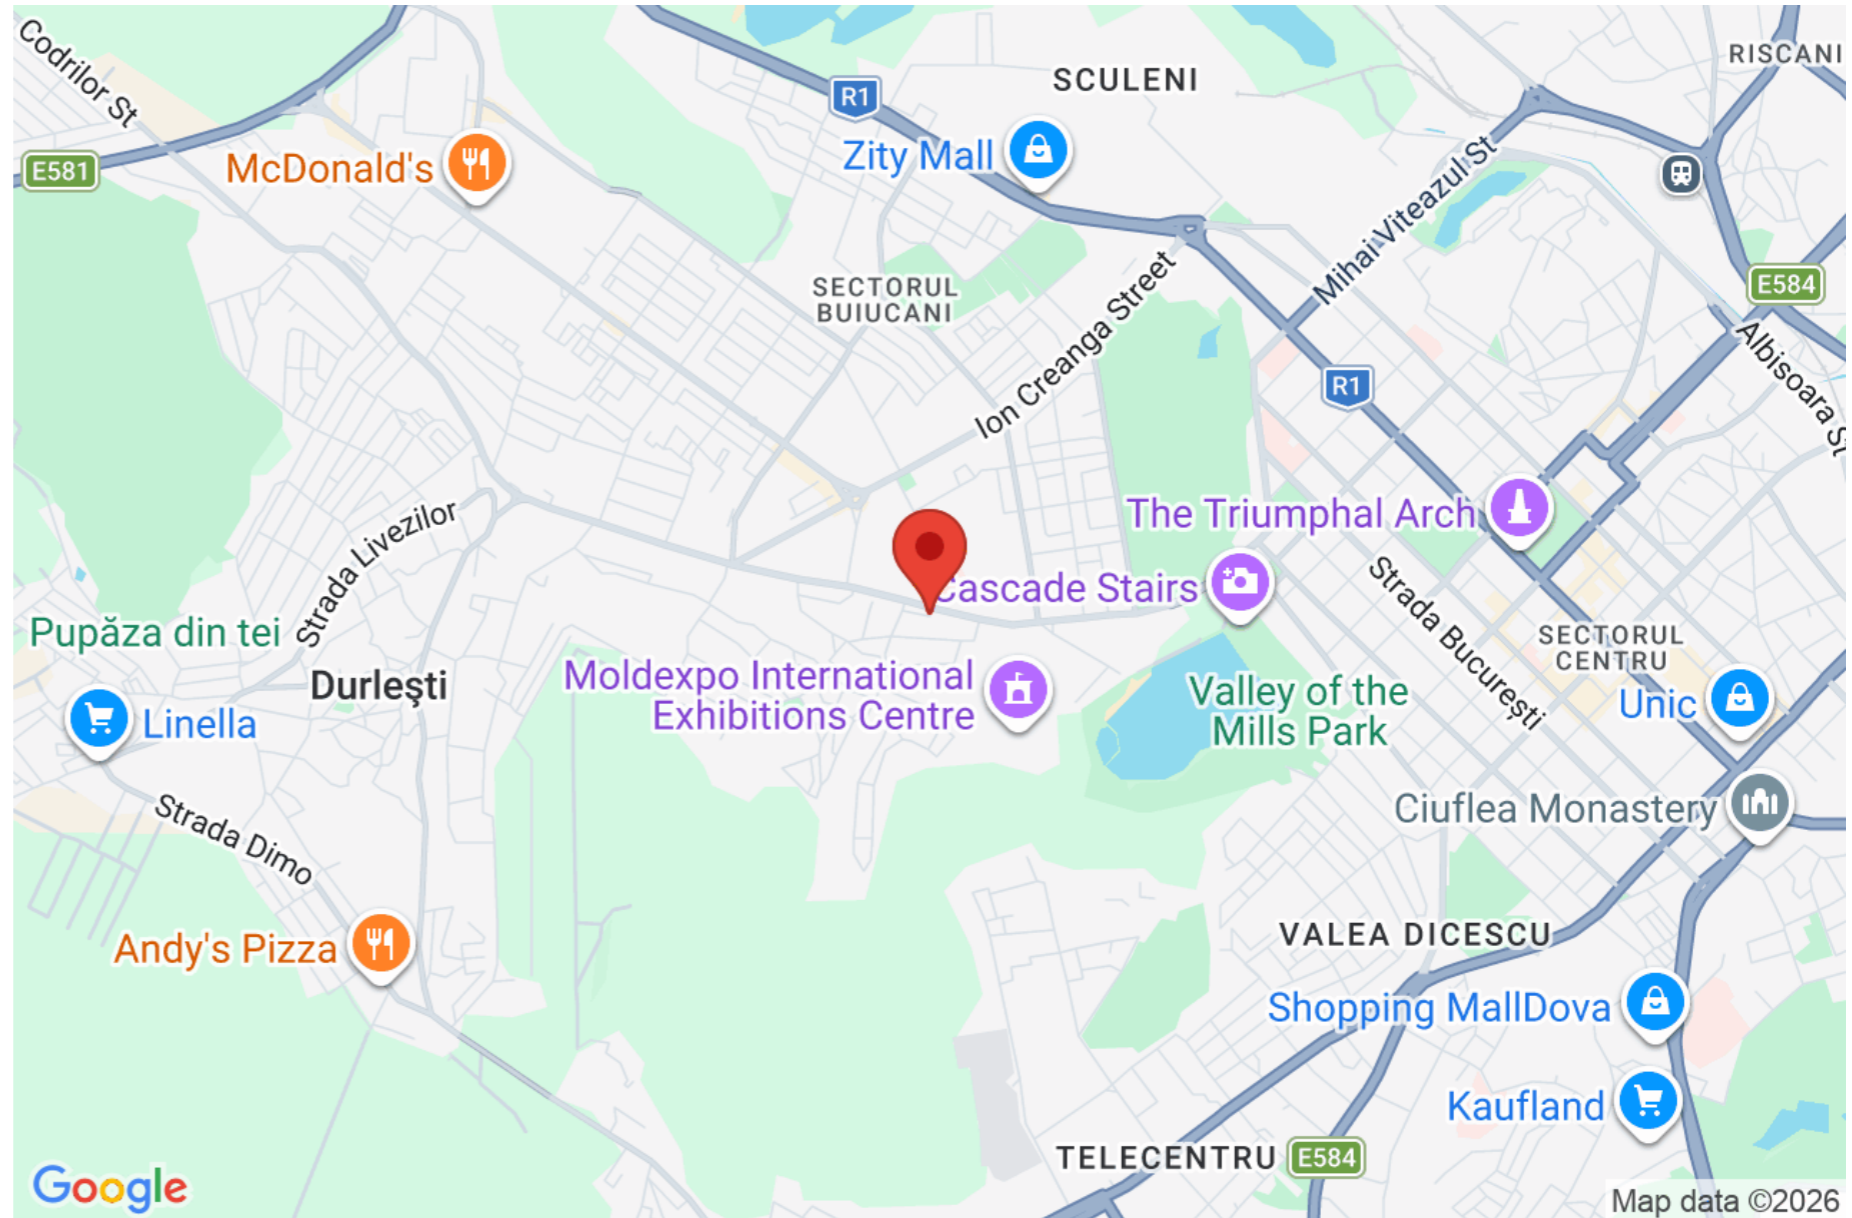 Codrilor St
SCULENI
RISCANI
R1
E581
McDonald's
Zity Mall
Mihai Viteazul St
SECTORUL
BUIUCANI
Ion Creanga Street
E584
Albisoara St
R1
Strada Livezilor
The Triumphal Arch
Cascade Stairs
Strada București
Pupăza din tei
Durleşti
SECTORUL
CENTRU
Moldexpo International
Exhibitions Centre
Valley of the
Mills Park
Unic
Linella
Strada Dimo
Ciuflea Monastery
Andy's Pizza
VALEA DICESCU
Shopping MallDova
Kaufland
TELECENTRU
E584
Google
Map data ©2026